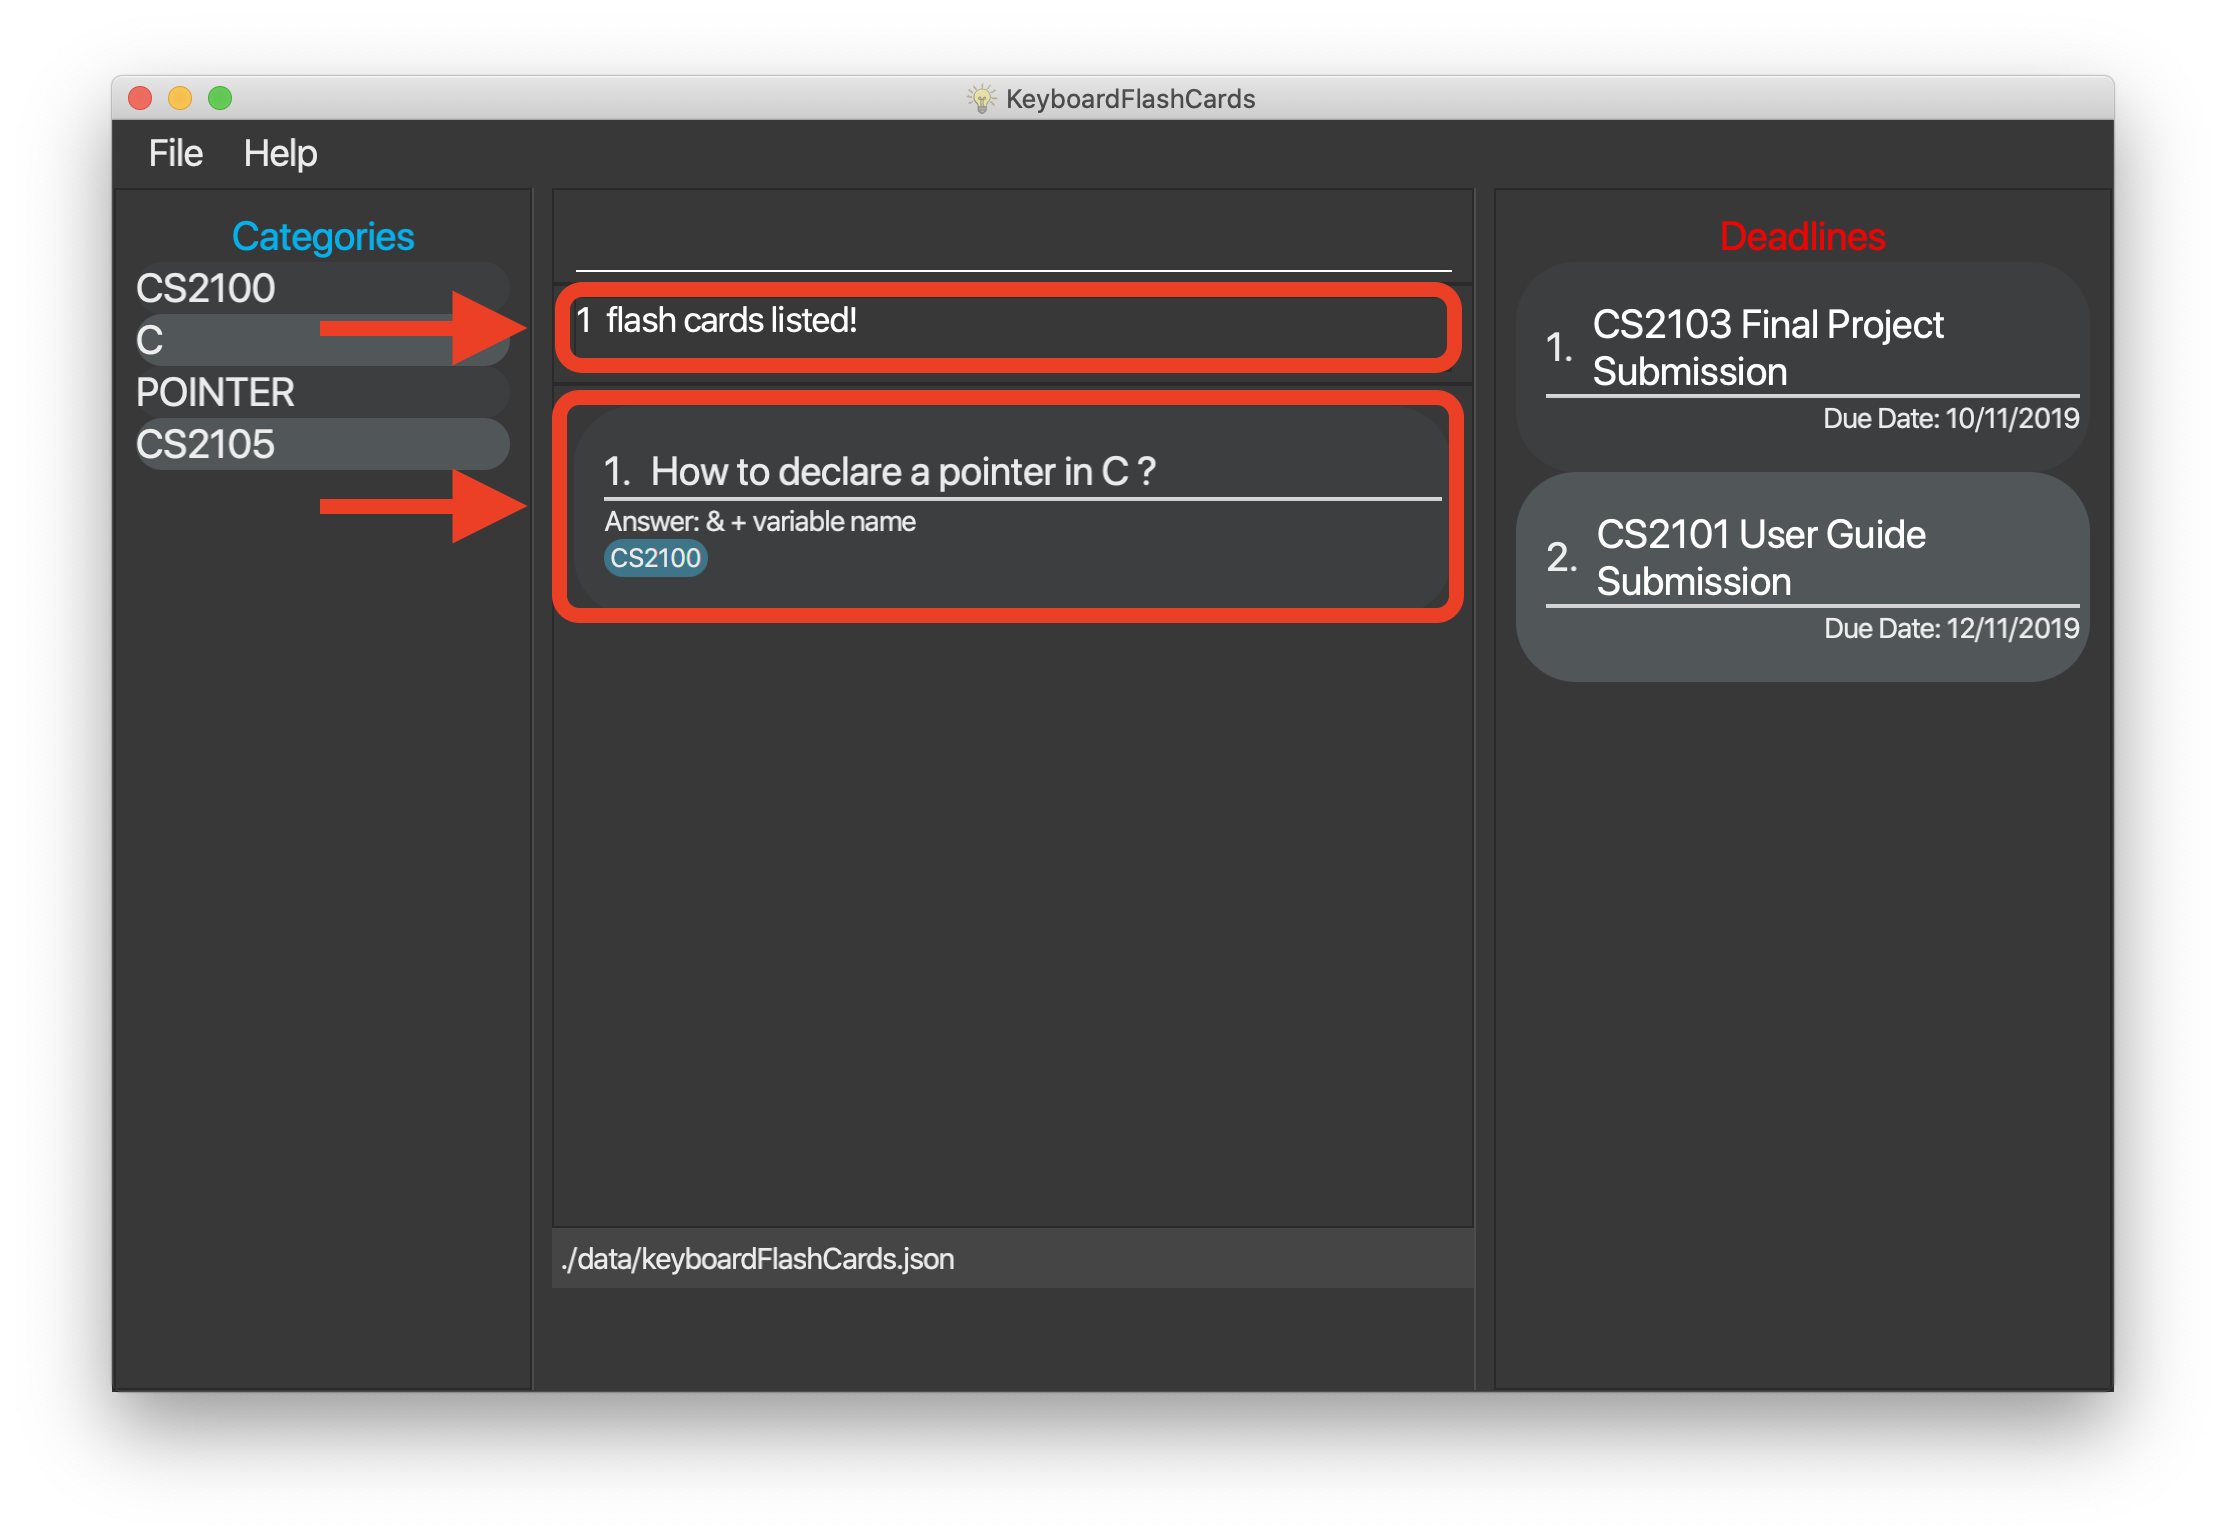 KeyboardFlashCards
File Help
Categories
CS2100
C
POINTER
CS2105
1 flash cards listed!
1. How to declare a pointer in C ?
Answer: & + variable name
CS2100
./data/keyboardFlashCards.json
Deadlines
1. CS2103 Final Project
Submission
Due Date: 10/11/2019
2. CS2101 User Guide
Submission
Due Date: 12/11/2019